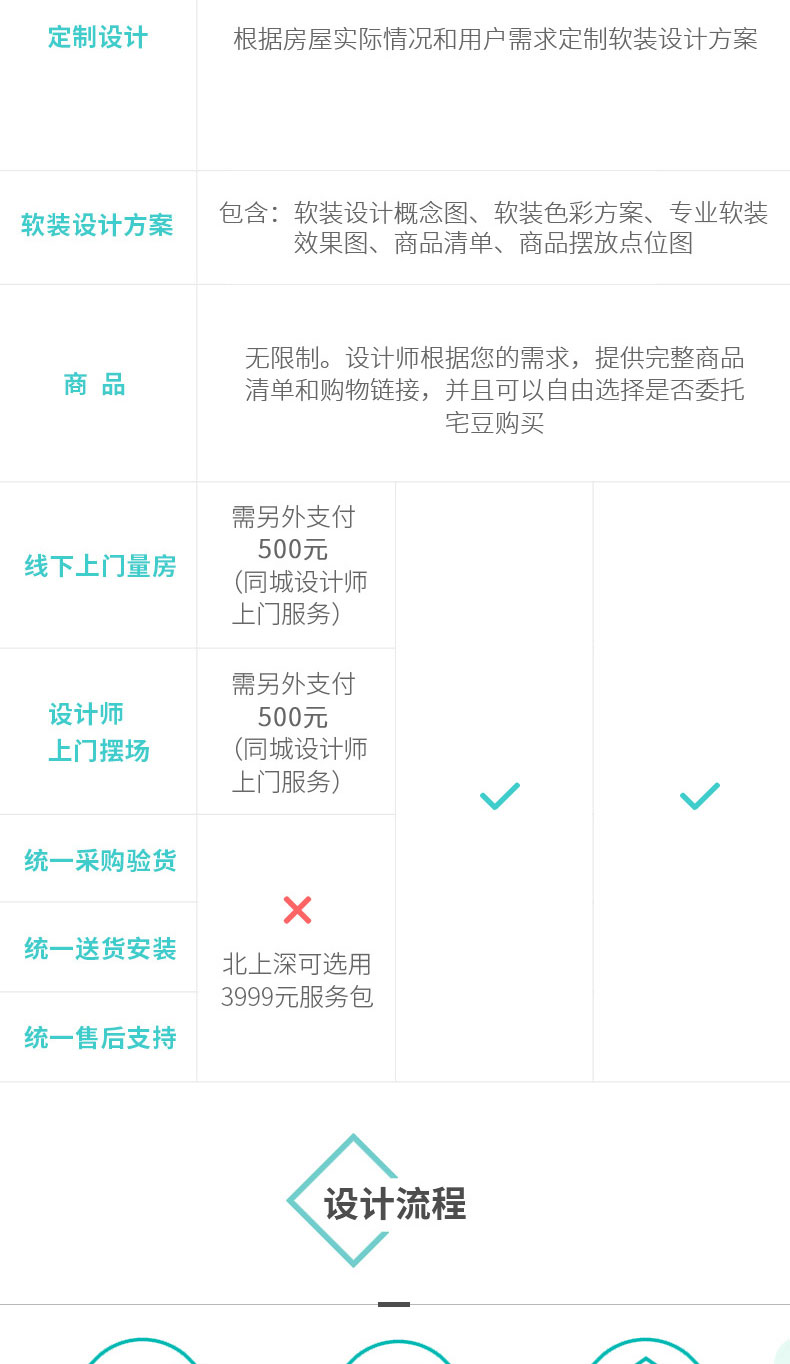 定制设计
根据房屋实际情况和用户需求定制软装设计方案
软装设计方案
包含：软装设计概念图、软装色彩方案、专业软装
效果图、商品清单、商品摆放点位图
商 品
无限制。设计师根据您的需求，提供完整商品
清单和购物链接，并且可以自由选择是否委托
宅豆购买
线下上门量房
需另外支付
500元
（同城设计师
上门服务）
设计师
上门摆场
需另外支付
500元
（同城设计师
上门服务）
统一采购验货
统一送货安装
统一售后支持
北上深可选用
3999元服务包
设计流程